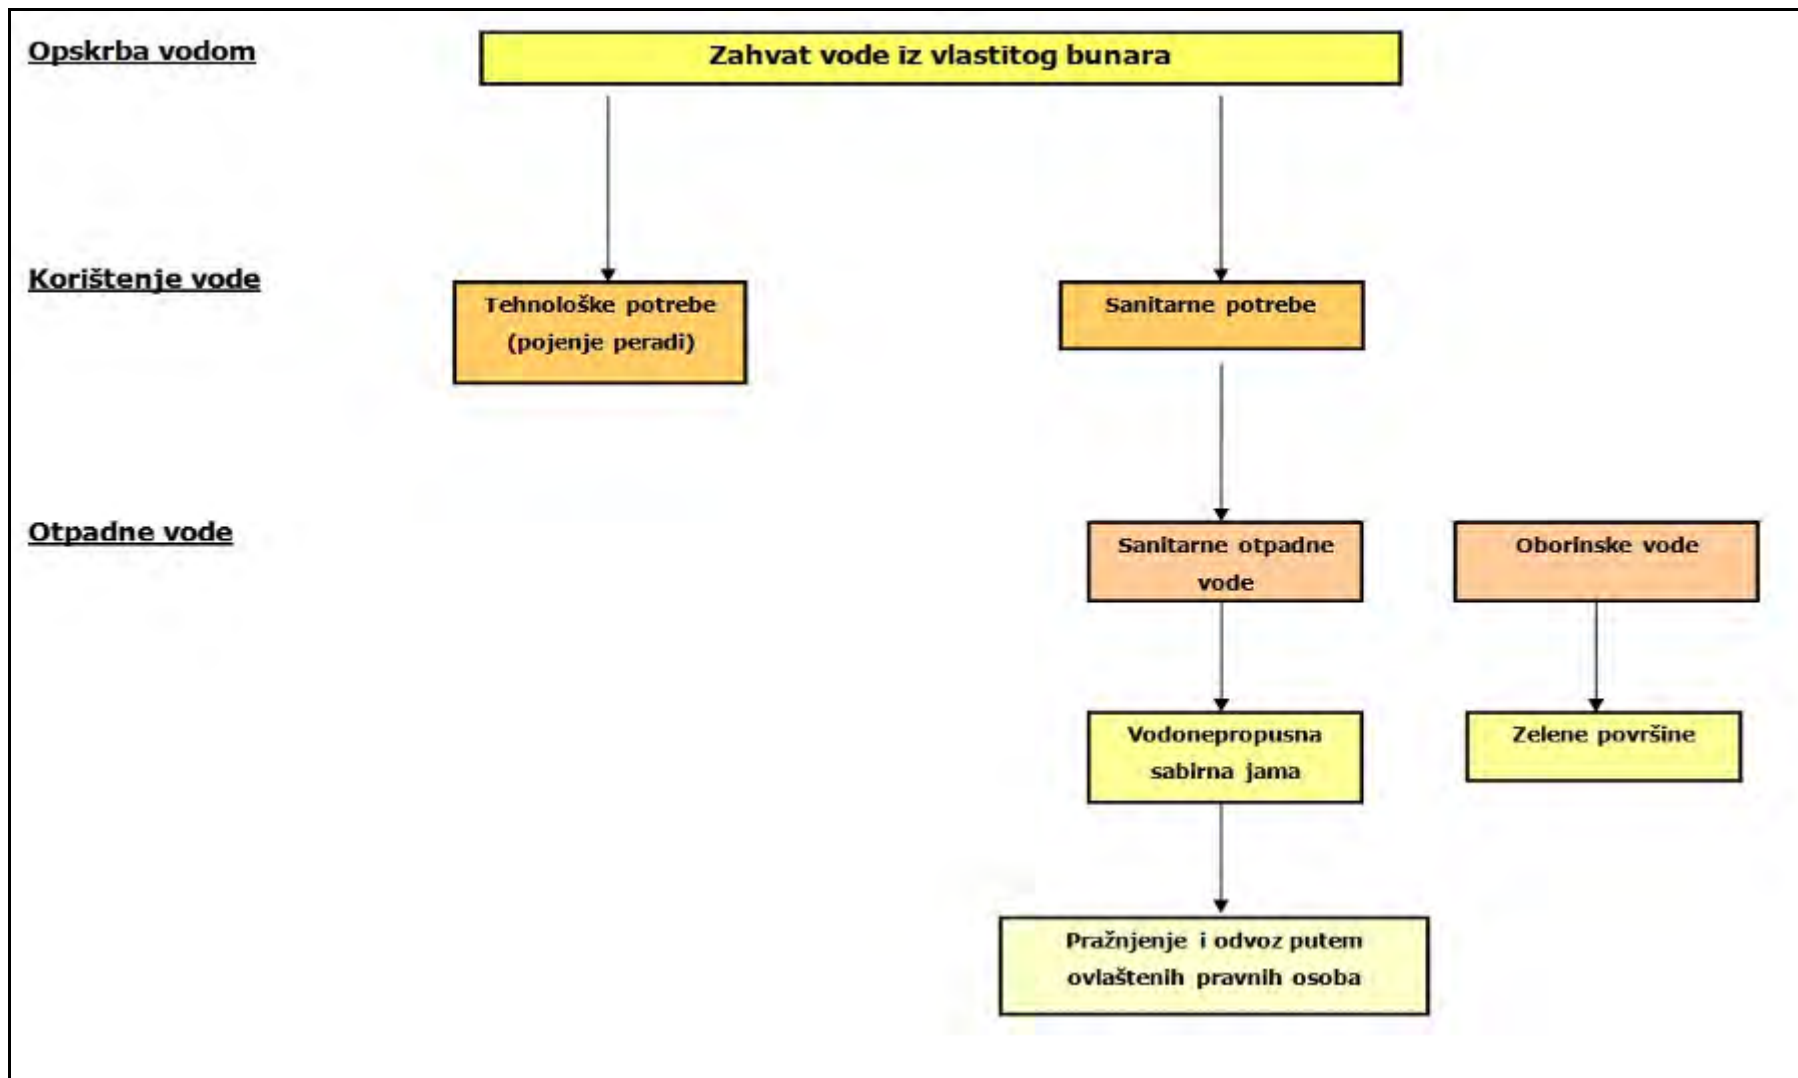 Opskrba vodom
Zahvat vode iz vlastitog bunara
Korištenje vode
Tehnološke potrebe
(pojenje peradi)
Sanitarne potrebe
Otpadne vode
Sanitarne otpadne
vode
Oborinske vode
Vodonepropusna
sabirna jama
Zelene površine
Pražnjenje i odvoz putem
ovlaštenih pravnih osoba